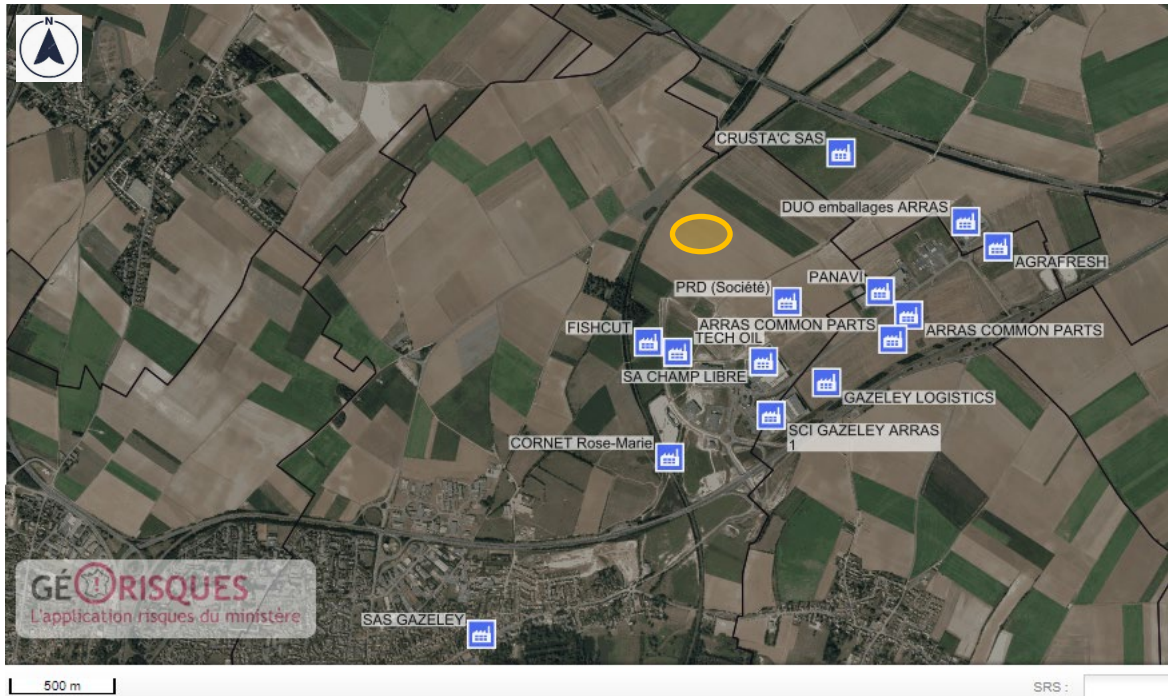 N
CRUSTA'C SAS
DUO emballages ARRAS
AGRAFRESH
PANAVI
PRD (Société)
ARRAS COMMON PARTS
ARRAS COMMON PARTS
FISHCUT
TECH OIL
SA CHAMP LIBRE
GAZELEY LOGISTICS
SCI GAZELEY ARRAS
1
CORNET Rose-Marie
GÉORISQUES
L'application risques du ministère
SAS GAZELEY
500 m
SRS :